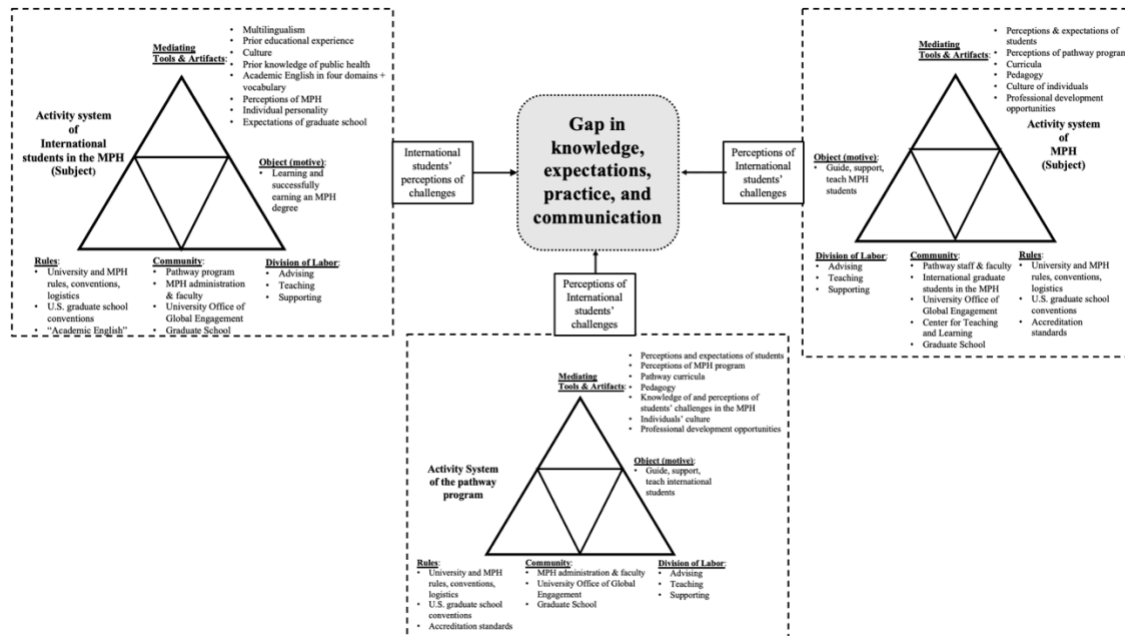 • Multilingualism
• Prior educational experience
• Culture
• Prior knowledge of public health
• Academic English in four domains +
vocabulary
• Perceptions of MPH
• Individual personality
• Expectations of graduate school
Mediating
Tools & Artifacts:
Activity system
of
International
students in the MPH
(Subject)
Object (motive):
• Learning and
successfully
earning an MPH
degree
Rules:
• University and MPH
rules, conventions,
logistics
• U.S. graduate school
conventions
• “Academic English”
Community:
• Pathway program
• MPH administration
& faculty
• University Office of
Global Engagement
• Graduate School
Division of Labor:
• Advising
• Teaching
• Supporting
International
students’
perceptions of
challenges
Gap in
knowledge,
expectations,
practice, and
communication
Perceptions of
International
students’
challenges
Mediating
Tools & Artifacts:
• Perceptions & expectations of
students
• Perceptions of pathway program
• Curricula
• Pedagogy
• Culture of individuals
• Professional development
opportunities
Activity system
of
MPH
(Subject)
Object (motive):
• Guide, support,
teach MPH
students
Division of Labor:
• Advising
• Teaching
• Supporting
Community:
• Pathway staff & faculty
• International graduate
students in the MPH
• University Office of
Global Engagement
• Center for Teaching
and Learning
• Graduate School
Rules:
• University and MPH
rules, conventions,
logistics
• U.S. graduate school
conventions
• Accreditation
standards
Perceptions of
International
students’
challenges
Mediating
Tools & Artifacts:
• Perceptions and expectations of students
• Perceptions of MPH program
• Pathway curricula
• Pedagogy
• Knowledge of and perceptions of
students’ challenges in the MPH
• Individuals’ culture
• Professional development opportunities
Activity System
of the pathway
program
Object (motive):
• Guide, support,
teach international
students
Rules:
• University and MPH
rules, conventions,
logistics
• U.S. graduate school
conventions
• Accreditation standards
Community:
• MPH administration & faculty
• University Office of Global
Engagement
• Graduate School
Division of Labor:
• Advising
• Teaching
• Supporting